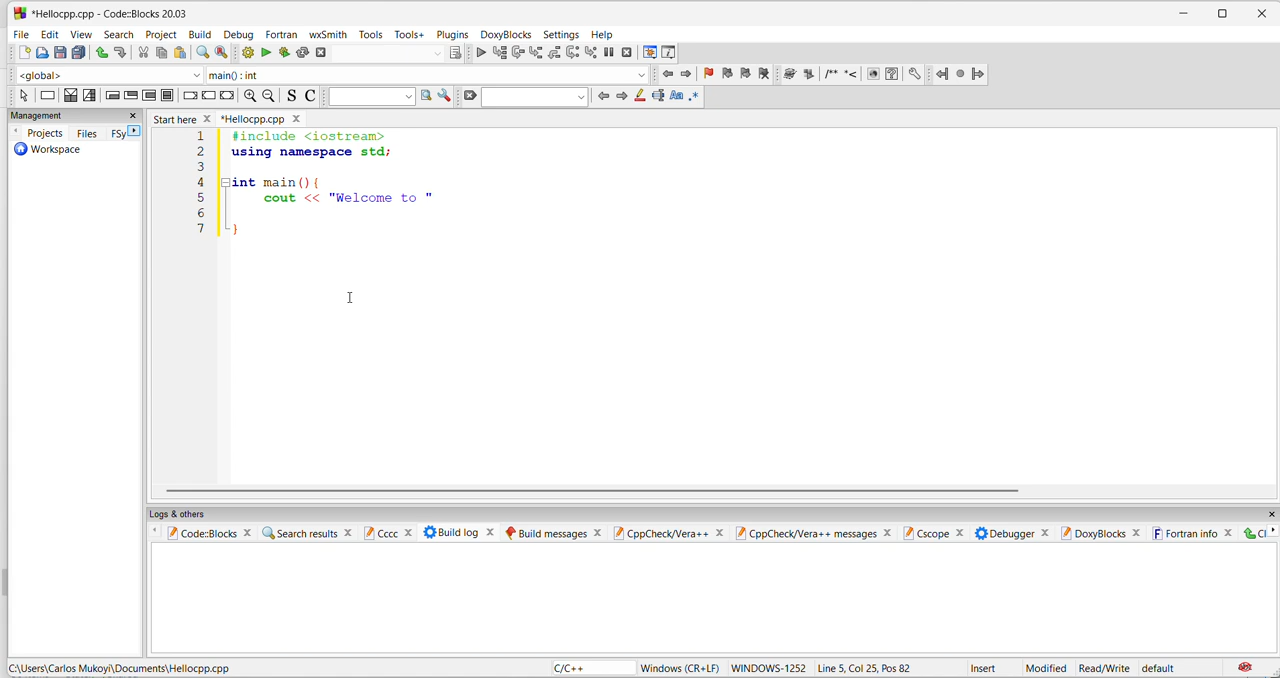 *Hellocpp.cpp - Code::Blocks 20.03
File Edit View Search Project Build Debug Fortran wxSmith Tools Tools+ Plugins DoxyBlocks Settings Help
<global> main() : int
/** *<
S C Aa .*
Management
Projects Files FSy
Workspace
Start here *Hellocpp.cpp
1 #include <iostream>
2 using namespace std;
3
4 int main(){
5 cout << "Welcome to "
6
7 }
Logs & others
Code::Blocks Search results Cccc Build log Build messages CppCheck/Vera++ CppCheck/Vera++ messages Cscope Debugger DoxyBlocks Fortran info Cl
C:\Users\Carlos Mukoyi\Documents\Hellocpp.cpp C/C++ Windows (CR+LF) WINDOWS-1252 Line 5, Col 25, Pos 82 Insert Modified Read/Write default